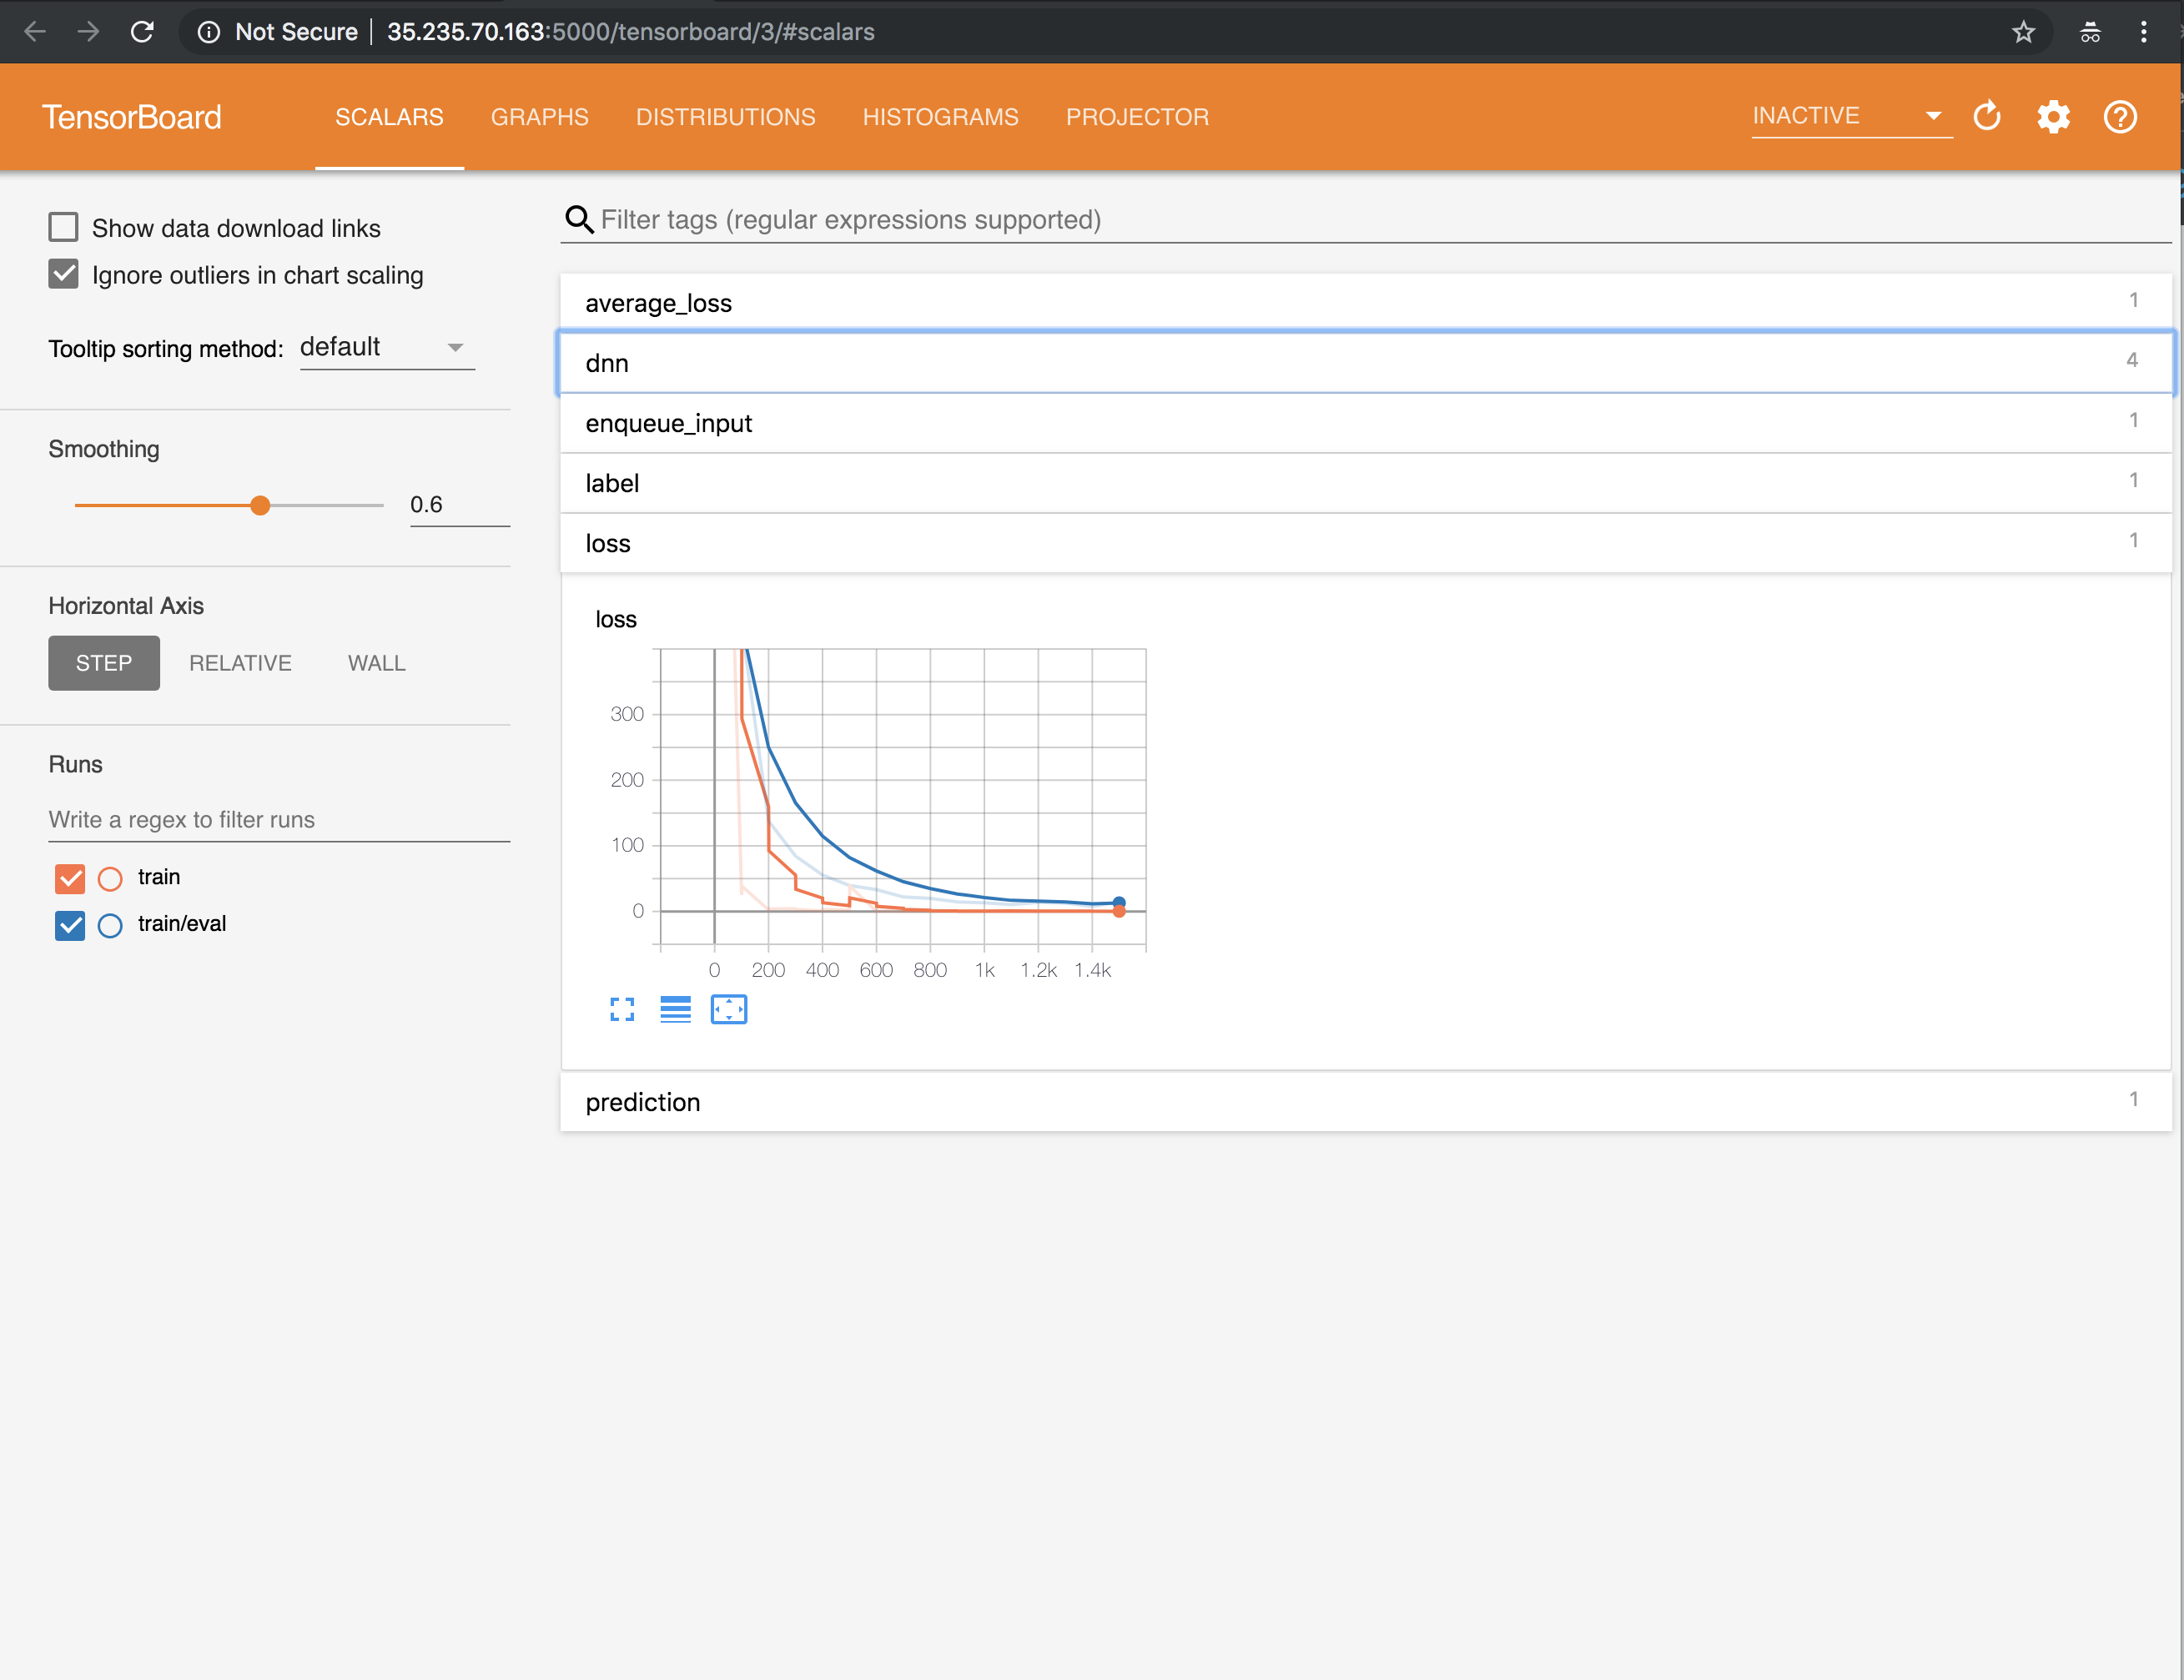 Not Secure 35.235.70.163:5000/tensorboard/3/#scalars
TensorBoard SCALARS GRAPHS DISTRIBUTIONS HISTOGRAMS PROJECTOR INACTIVE
Show data download links
Ignore outliers in chart scaling
Tooltip sorting method: default
Smoothing
0.6
Horizontal Axis
STEP RELATIVE WALL
Runs
Write a regex to filter runs
train
train/eval
Filter tags (regular expressions supported)
average_loss 1
dnn 4
enqueue_input 1
label 1
loss 1
loss
300
200
100
0
0 200 400 600 800 1k 1.2k 1.4k
prediction 1